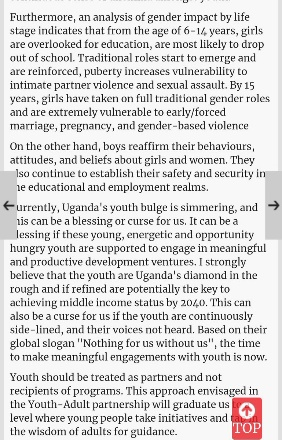 Furthermore, an analysis of gender impact by life
stage indicates that from the age of 6-14 years, girls
are overlooked for education, are most likely to drop
out of school. Traditional roles start to emerge and
are reinforced, puberty increases vulnerability to
intimate partner violence and sexual assault. By 15
years, girls have taken on full traditional gender roles
and are extremely vulnerable to early/forced
marriage, pregnancy, and gender-based violence
On the other hand, boys reaffirm their behaviours,
attitudes, and beliefs about girls and women. They
lso continue to establish their safety and security in
he educational and employment realms.
urrently, Uganda's youth bulge is simmering, and
his can be a blessing or curse for us. It can be a
lessing if these young, energetic and opportunity
hungry youth are supported to engage in meaningful
and productive development ventures. I strongly
believe that the youth are Uganda's diamond in the
rough and if refined are potentially the key to
achieving middle income status by 2040. This can
also be a curse for us if the youth are continuously
side-lined, and their voices not heard. Based on their
global slogan "Nothing for us without us", the time
to make meaningful engagements with youth is now.
Youth should be treated as partners and not
recipients of programs. This approach envisaged in
the Youth-Adult partnership will graduate us
level where young people take initiatives and
the wisdom of adults for guidance.
TOP